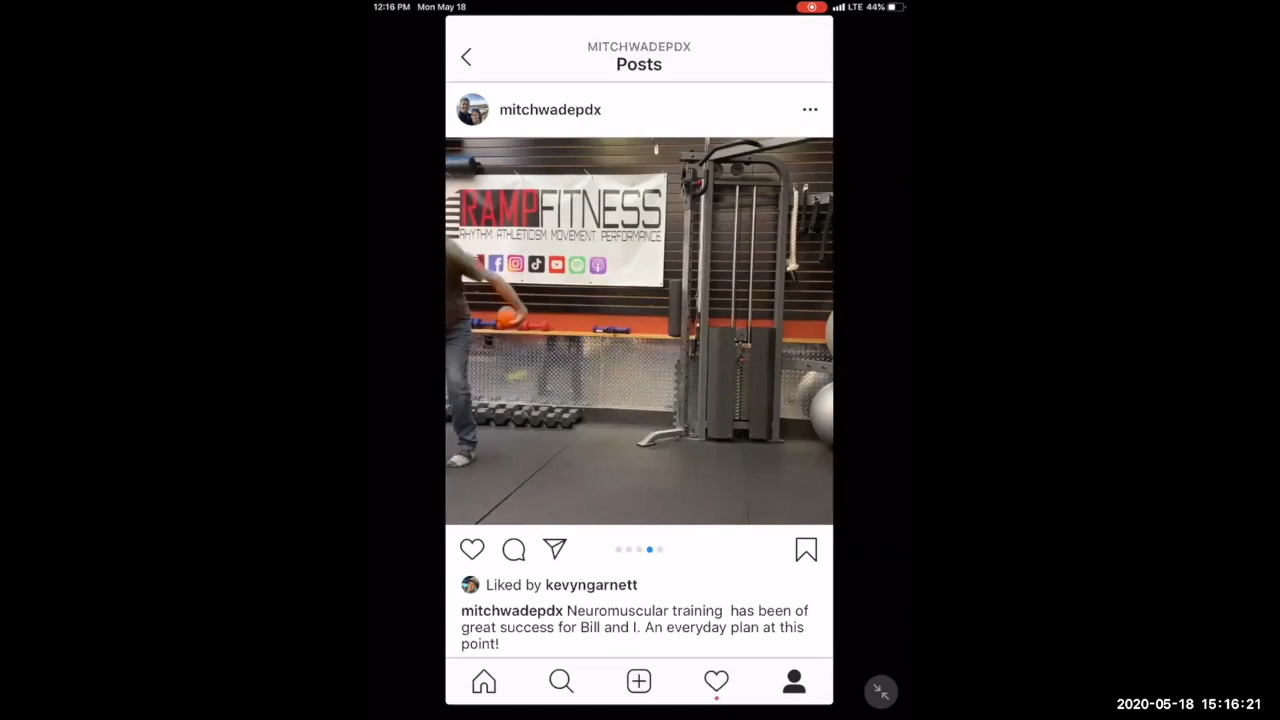 12:16 PM Mon May 18
LTE 44%
MITCHWADEPDX
Posts
mitchwadepdx
RAMPFITNESS
RHYTHM. ATHLETICISM. MOVEMENT. PERFORMANCE
Liked by kevyngarnett
mitchwadepdx Neuromuscular training has been of
great success for Bill and I. An everyday plan at this
point!
2020-05-18 15:16:21